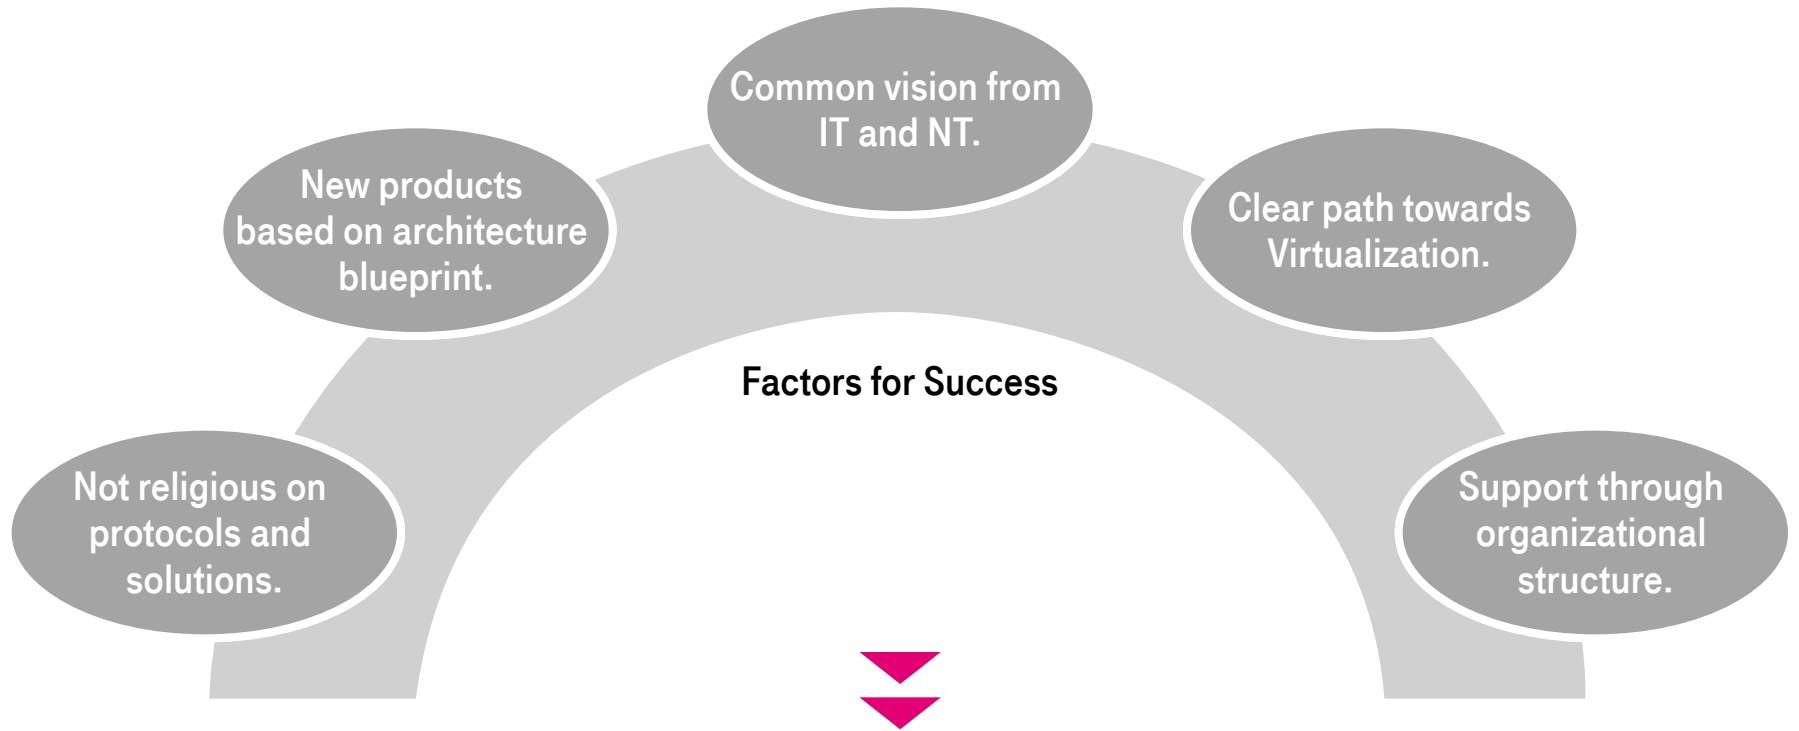 Common vision from
IT and NT.
New products
based on architecture
blueprint.
Clear path towards
Virtualization.
Factors for Success
Not religious on
protocols and
solutions.
Support through
organizational
structure.